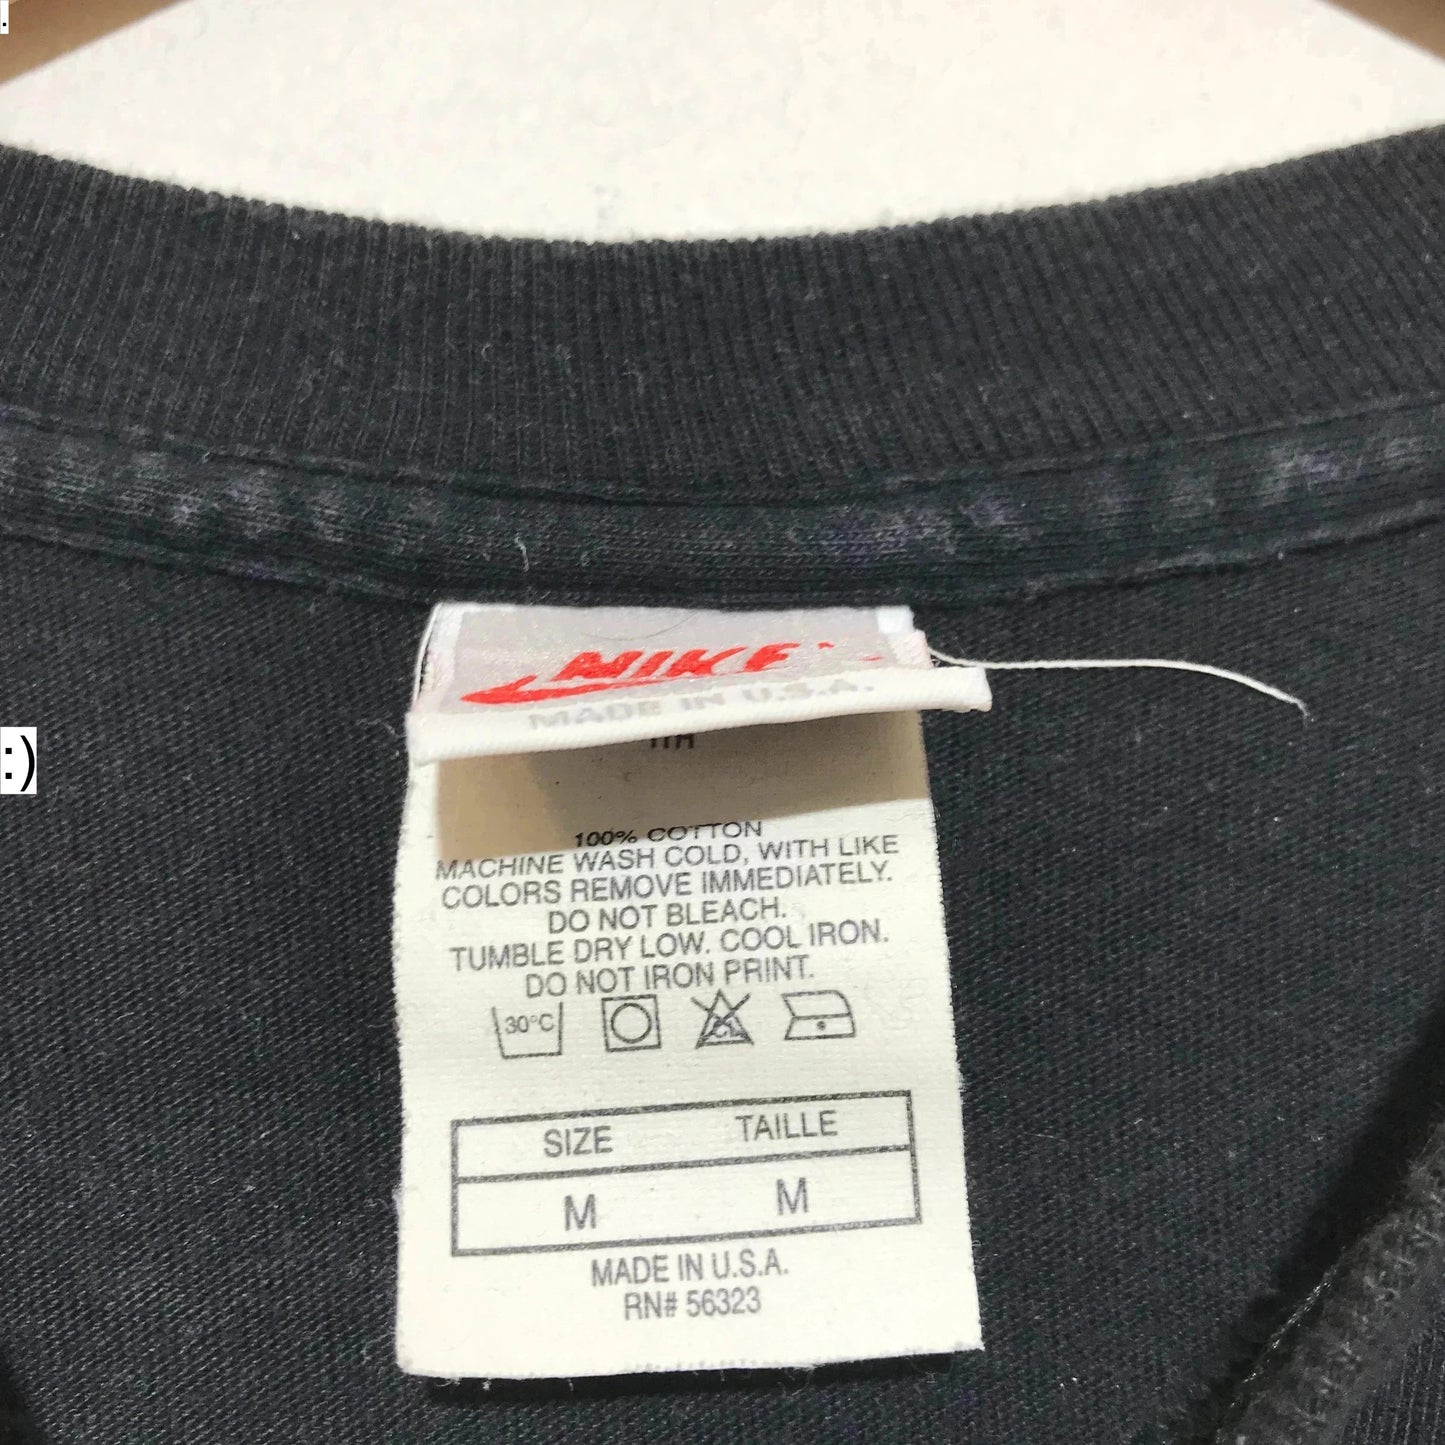 .
NIKE
MADE IN U.S.A.
:)
100% COTTON
MACHINE WASH COLD, WITH LIKE
COLORS REMOVE IMMEDIATELY.
DO NOT BLEACH.
TUMBLE DRY LOW. COOL IRON.
DO NOT IRON PRINT.
30°C CL
SIZE TAILLE
M M
MADE IN U.S.A.
RN# 56323